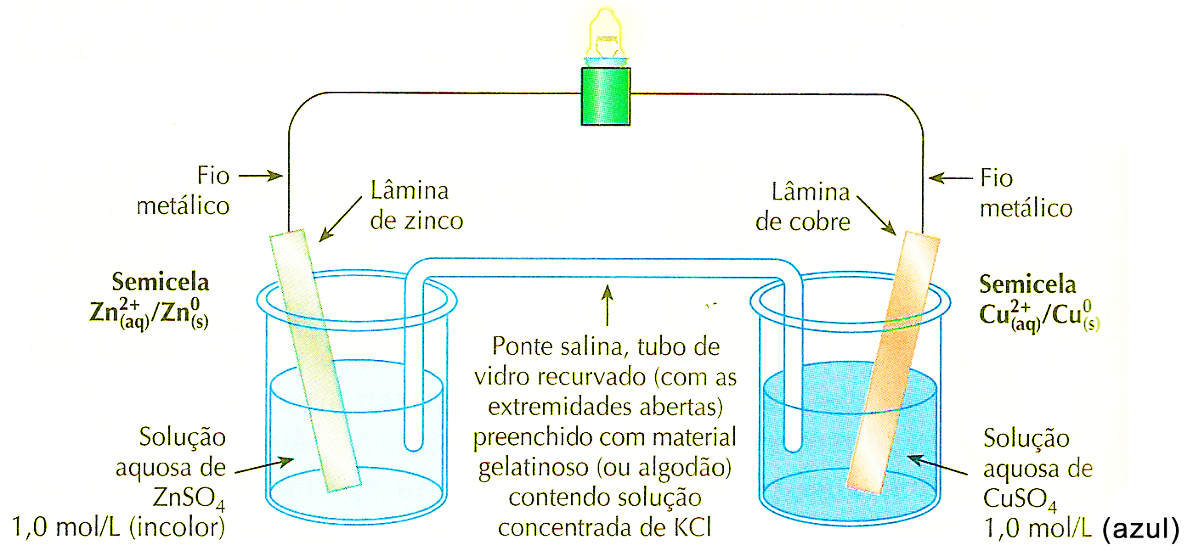 Fio
metálico
Lâmina
de zinco
Lâmina
de cobre
Fio
metálico
Semicela
Zn²⁺(aq)/Zn⁰(s)
Semicela
Cu²⁺(aq)/Cu⁰(s)
Ponte salina, tubo de
vidro recurvado (com as
extremidades abertas)
preenchido com material
gelatinoso (ou algodão)
contendo solução
concentrada de KCl
Solução
aquosa de
ZnSO₄
1,0 mol/L (incolor)
Solução
aquosa de
CuSO₄
1,0 mol/L (azul)